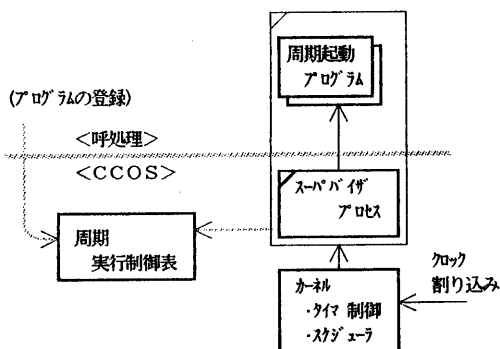 周期起動
プログラム
(プログラムの登録)
<呼処理>
<CCOS>
スーパバイザ
プロセス
周期
実行制御表
カーネル
・タイマ 制御
・スケジューラ
クロック
割り込み